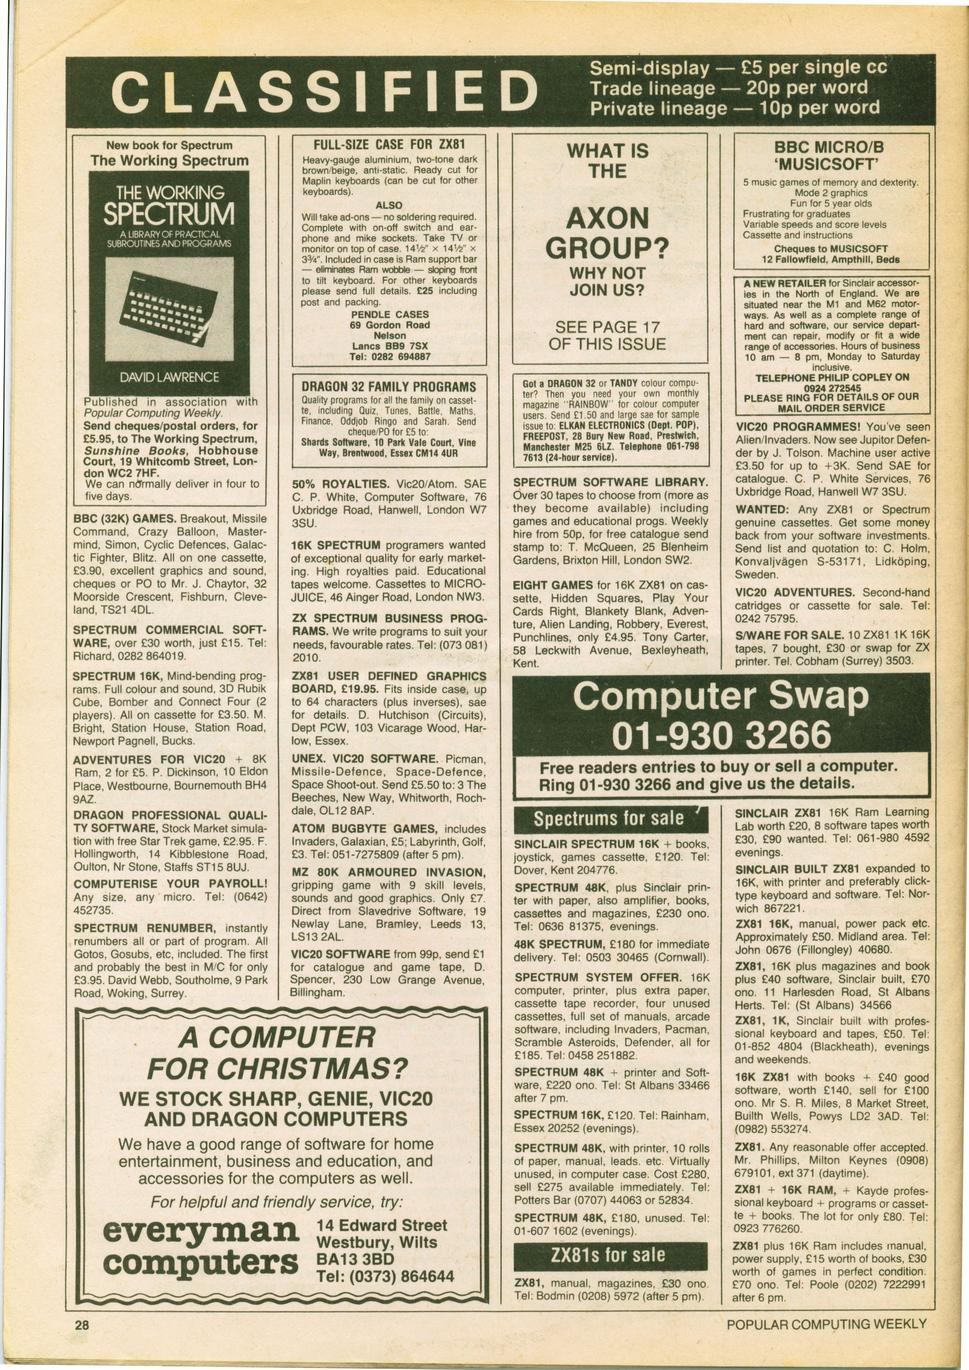 CLASSIFIED
Semi-display — £5 per single cc
Trade lineage — 20p per word
Private lineage — 10p per word
New book for Spectrum
The Working Spectrum
THE WORKING
SPECTRUM
A LIBRARY OF PRACTICAL
SUBROUTINES AND PROGRAMS
DAVID LAWRENCE
Published in association with
Popular Computing Weekly.
Send cheques/postal orders, for
£5.95, to The Working Spectrum,
Sunshine Books, Hobhouse
Court, 19 Whitcomb Street, Lon-
don WC2 7HF.
We can normally deliver in four to
five days.
BBC (32K) GAMES. Breakout, Missile
Command, Crazy Balloon, Master-
mind, Simon, Cyclic Defences, Galac-
tic Fighter, Blitz. All on one cassette,
£3.90, excellent graphics and sound,
cheques or PO to Mr. J. Chaytor, 32
Moorside Crescent, Fishburn, Cleve-
land, TS21 4DL.
SPECTRUM COMMERCIAL SOFT-
WARE, over £30 worth, just £15. Tel:
Richard, 0282 864019.
SPECTRUM 16K, Mind-bending prog-
rams. Full colour and sound, 3D Rubik
Cube, Bomber and Connect Four (2
players). All on cassette for £3.50. M.
Bright, Station House, Station Road,
Newport Pagnell, Bucks.
ADVENTURES FOR VIC20 + 8K
Ram, 2 for £5. P. Dickinson, 10 Eldon
Place, Westbourne, Bournemouth BH4
9AZ.
DRAGON PROFESSIONAL QUALI-
TY SOFTWARE, Stock Market simula-
tion with free Star Trek game, £2.95. F.
Hollingworth, 14 Kibblestone Road,
Oulton, Nr Stone, Staffs ST15 8UJ.
COMPUTERISE YOUR PAYROLL!
Any size, any micro. Tel: (0642)
452735.
SPECTRUM RENUMBER, instantly
renumbers all or part of program. All
Gotos, Gosubs, etc, included. The first
and probably the best in M/C for only
£3.95. David Webb, Southolme, 9 Park
Road, Woking, Surrey.
FULL-SIZE CASE FOR ZX81
Heavy-gauge aluminium, two-tone dark
brown/beige, anti-static. Ready cut for
Maplin keyboards (can be cut for other
keyboards).
ALSO
Will take ad-ons — no soldering required.
Complete with on-off switch and ear-
phone and mike sockets. Take TV or
monitor on top of case. 14½" × 14½" ×
3¾". Included in case is Ram support bar
— eliminates Ram wobble — sloping front
to tilt keyboard. For other keyboards
please send full details. £25 including
post and packing.
PENDLE CASES
69 Gordon Road
Nelson
Lancs BB9 7SX
Tel: 0282 694887
DRAGON 32 FAMILY PROGRAMS
Quality programs for all the family on casset-
te, including Quiz, Tunes, Battle, Maths,
Finance, Oddjob Ringo and Sarah. Send
cheque/PO for £5 to:
Shards Software, 10 Park Vale Court, Vine
Way, Brentwood, Essex CM14 4UR
50% ROYALTIES. Vic20/Atom. SAE
C. P. White, Computer Software, 76
Uxbridge Road, Hanwell, London W7
3SU.
16K SPECTRUM programers wanted
of exceptional quality for early market-
ing. High royalties paid. Educational
tapes welcome. Cassettes to MICRO-
JUICE, 46 Ainger Road, London NW3.
ZX SPECTRUM BUSINESS PROG-
RAMS. We write programs to suit your
needs, favourable rates. Tel: (073 081)
2010.
ZX81 USER DEFINED GRAPHICS
BOARD, £19.95. Fits inside case, up
to 64 characters (plus inverses), sae
for details. D. Hutchison (Circuits),
Dept PCW, 103 Vicarage Wood, Har-
low, Essex.
UNEX. VIC20 SOFTWARE. Picman,
Missile-Defence, Space-Defence,
Space Shoot-out. Send £5.50 to: 3 The
Beeches, New Way, Whitworth, Roch-
dale, OL12 8AP.
ATOM BUGBYTE GAMES, includes
Invaders, Galaxian, £5; Labyrinth, Golf,
£3. Tel: 051-7275809 (after 5 pm).
MZ 80K ARMOURED INVASION,
gripping game with 9 skill levels,
sounds and good graphics. Only £7.
Direct from Slavedrive Software, 19
Newlay Lane, Bramley, Leeds 13,
LS13 2AL.
VIC20 SOFTWARE from 99p, send £1
for catalogue and game tape, D.
Spencer, 230 Low Grange Avenue,
Billingham.
A COMPUTER
FOR CHRISTMAS?
WE STOCK SHARP, GENIE, VIC20
AND DRAGON COMPUTERS
We have a good range of software for home
entertainment, business and education, and
accessories for the computers as well.
For helpful and friendly service, try:
everyman
computers
14 Edward Street
Westbury, Wilts
BA13 3BD
Tel: (0373) 864644
WHAT IS
THE
AXON
GROUP?
WHY NOT
JOIN US?
SEE PAGE 17
OF THIS ISSUE
Got a DRAGON 32 or TANDY colour compu-
ter? Then you need your own monthly
magazine "RAINBOW" for colour computer
users. Send £1.50 and large sae for sample
issue to: ELKAN ELECTRONICS (Dept. POP),
FREEPOST, 28 Bury New Road, Prestwich,
Manchester M25 6LZ. Telephone 061-798
7613 (24-hour service).
SPECTRUM SOFTWARE LIBRARY.
Over 30 tapes to choose from (more as
they become available) including
games and educational progs. Weekly
hire from 50p, for free catalogue send
stamp to: T. McQueen, 25 Blenheim
Gardens, Brixton Hill, London SW2.
EIGHT GAMES for 16K ZX81 on cas-
sette, Hidden Squares, Play Your
Cards Right, Blankety Blank, Adven-
ture, Alien Landing, Robbery, Everest,
Punchlines, only £4.95. Tony Carter,
58 Leckwith Avenue, Bexleyheath,
Kent.
BBC MICRO/B
'MUSICSOFT'
5 music games of memory and dexterity.
Mode 2 graphics
Fun for 5 year olds
Frustrating for graduates
Variable speeds and score levels
Cassette and instructions
Cheques to MUSICSOFT
12 Fallowfield, Ampthill, Beds
A NEW RETAILER for Sinclair accessor-
ies in the North of England. We are
situated near the M1 and M62 motor-
ways. As well as a complete range of
hard and software, our service depart-
ment can repair, modify or fit a wide
range of accessories. Hours of business
10 am — 8 pm, Monday to Saturday
inclusive.
TELEPHONE PHILIP COPLEY ON
0924 272545
PLEASE RING FOR DETAILS OF OUR
MAIL ORDER SERVICE
VIC20 PROGRAMMES! You've seen
Alien/Invaders. Now see Jupitor Defen-
der by J. Tolson. Machine user active
£3.50 for up to +3K. Send SAE for
catalogue. C. P. White Services, 76
Uxbridge Road, Hanwell W7 3SU.
WANTED: Any ZX81 or Spectrum
genuine cassettes. Get some money
back from your software investments.
Send list and quotation to: C. Holm,
Konvaljvägen S-53171, Lidköping,
Sweden.
VIC20 ADVENTURES. Second-hand
catridges or cassette for sale. Tel:
0242 75795.
S/WARE FOR SALE. 10 ZX81 1K 16K
tapes, 7 bought, £30 or swap for ZX
printer. Tel. Cobham (Surrey) 3503.
Computer Swap
01-930 3266
Free readers entries to buy or sell a computer.
Ring 01-930 3266 and give us the details.
Spectrums for sale
SINCLAIR SPECTRUM 16K + books,
joystick, games cassette, £120. Tel:
Dover, Kent 204776.
SPECTRUM 48K, plus Sinclair prin-
ter with paper, also amplifier, books,
cassettes and magazines, £230 ono.
Tel: 0636 81375, evenings.
48K SPECTRUM, £180 for immediate
delivery. Tel: 0503 30465 (Cornwall).
SPECTRUM SYSTEM OFFER. 16K
computer, printer, plus extra paper,
cassette tape recorder, four unused
cassettes, full set of manuals, arcade
software, including Invaders, Pacman,
Scramble Asteroids, Defender, all for
£185. Tel: 0458 251882.
SPECTRUM 48K + printer and Soft-
ware, £220 ono. Tel: St Albans 33466
after 7 pm.
SPECTRUM 16K, £120. Tel: Rainham,
Essex 20252 (evenings).
SPECTRUM 48K, with printer, 10 rolls
of paper, manual, leads. etc. Virtually
unused, in computer case. Cost £280,
sell £275 available immediately. Tel:
Potters Bar (0707) 44063 or 52834.
SPECTRUM 48K, £180, unused. Tel:
01-607 1602 (evenings).
ZX81s for sale
ZX81, manual, magazines, £30 ono.
Tel: Bodmin (0208) 5972 (after 5 pm).
SINCLAIR ZX81 16K Ram Learning
Lab worth £20, 8 software tapes worth
£30, £90 wanted. Tel: 061-980 4592
evenings.
SINCLAIR BUILT ZX81 expanded to
16K, with printer and preferably click-
type keyboard and software. Tel: Nor-
wich 867221.
ZX81 16K, manual, power pack etc.
Approximately £50. Midland area. Tel:
John 0676 (Fillongley) 40680.
ZX81, 16K plus magazines and book
plus £40 software, Sinclair built, £70
ono. 11 Harlesden Road, St Albans
Herts. Tel: (St Albans) 34566
ZX81, 1K, Sinclair built with profes-
sional keyboard and tapes, £50. Tel:
01-852 4804 (Blackheath), evenings
and weekends.
16K ZX81 with books + £40 good
software, worth £140, sell for £100
ono. Mr S. R. Miles, 8 Market Street,
Builth Wells, Powys LD2 3AD. Tel:
(0982) 553274.
ZX81. Any reasonable offer accepted.
Mr. Phillips, Milton Keynes (0908)
679101, ext 371 (daytime).
ZX81 + 16K RAM, + Kayde profes-
sional keyboard + programs or casset-
te + books. The lot for only £80. Tel:
0923 776260.
ZX81 plus 16K Ram includes manual,
power supply, £15 worth of books, £30
worth of games in perfect condition.
£70 ono. Tel: Poole (0202) 7222991
after 6 pm.
28
POPULAR COMPUTING WEEKLY